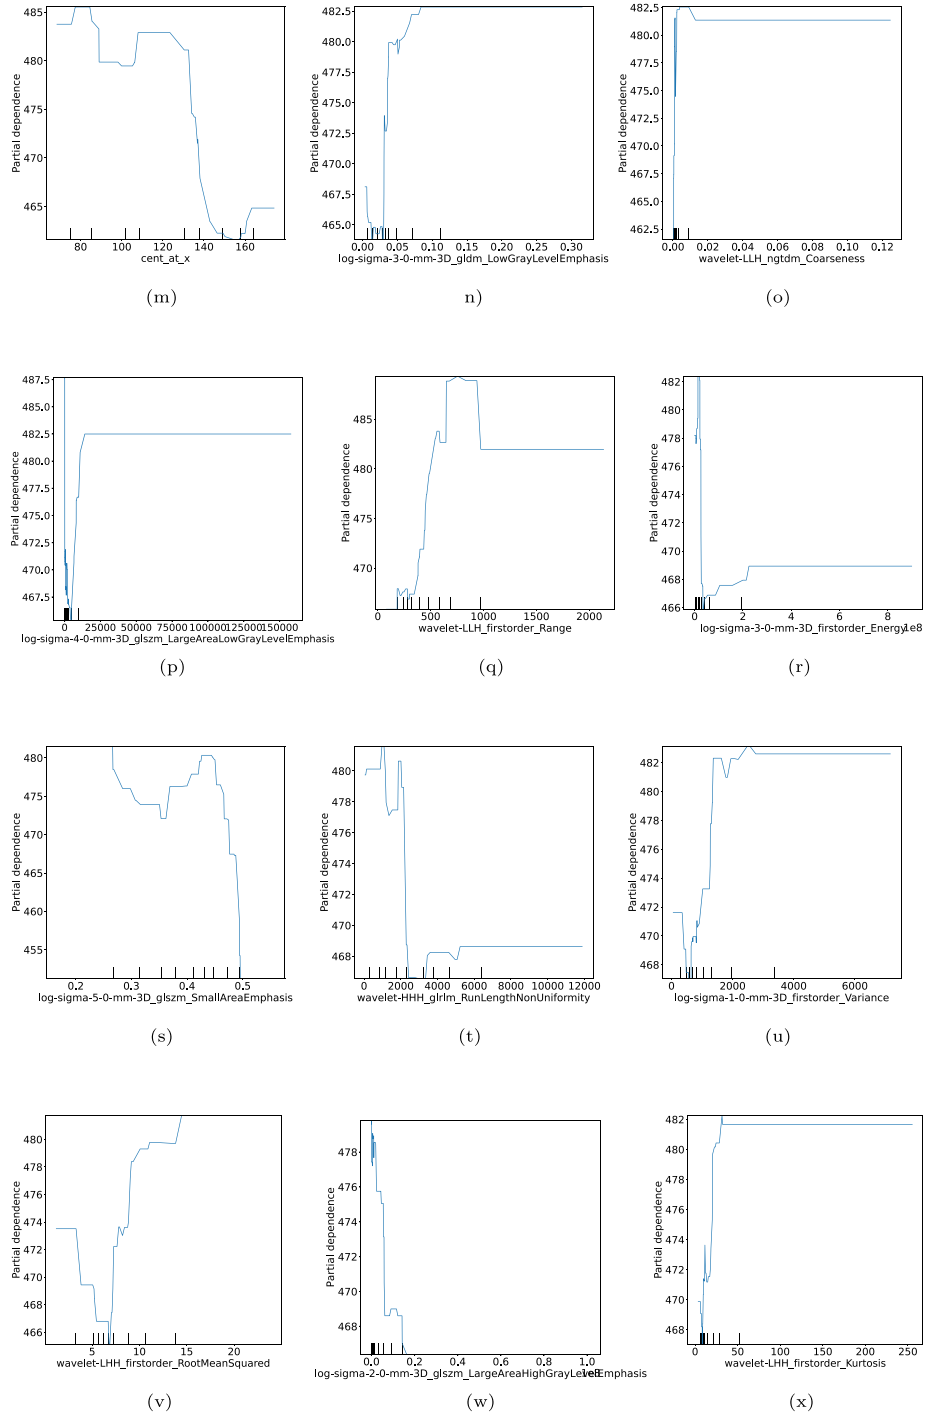 485
480
475
470
465
Partial dependence
80 100 120 140 160
cent_at_x
(m)
482.5
480.0
477.5
475.0
472.5
470.0
467.5
465.0
Partial dependence
0.00 0.05 0.10 0.15 0.20 0.25 0.30
log-sigma-3-0-mm-3D_gldm_LowGrayLevelEmphasis
n)
482.5
480.0
477.5
475.0
472.5
470.0
467.5
465.0
462.5
Partial dependence
0.00 0.02 0.04 0.06 0.08 0.10 0.12
wavelet-LLH_ngtdm_Coarseness
(o)
487.5
485.0
482.5
480.0
477.5
475.0
472.5
470.0
467.5
Partial dependence
0 25000 50000 75000 100000 125000 150000
log-sigma-4-0-mm-3D_glszm_LargeAreaLowGrayLevelEmphasis
(p)
485
480
475
470
Partial dependence
0 500 1000 1500 2000
wavelet-LLH_firstorder_Range
(q)
482
480
478
476
474
472
470
468
466
Partial dependence
0 2 4 6 8
1e8
log-sigma-3-0-mm-3D_firstorder_Energy
(r)
480
475
470
465
460
455
Partial dependence
0.2 0.3 0.4 0.5
log-sigma-5-0-mm-3D_glszm_SmallAreaEmphasis
(s)
480
478
476
474
472
470
468
Partial dependence
0 2000 4000 6000 8000 10000 12000
wavelet-HHH_glrlm_RunLengthNonUniformity
(t)
482
480
478
476
474
472
470
468
Partial dependence
0 2000 4000 6000
log-sigma-1-0-mm-3D_firstorder_Variance
(u)
480
478
476
474
472
470
468
466
Partial dependence
5 10 15 20
wavelet-LHH_firstorder_RootMeanSquared
(v)
478
476
474
472
470
468
Partial dependence
0.0 0.2 0.4 0.6 0.8 1.0
log-sigma-2-0-mm-3D_glszm_LargeAreaHighGrayLevelEmphasis
(w)
482
480
478
476
474
472
470
468
Partial dependence
0 50 100 150 200 250
wavelet-LHH_firstorder_Kurtosis
(x)